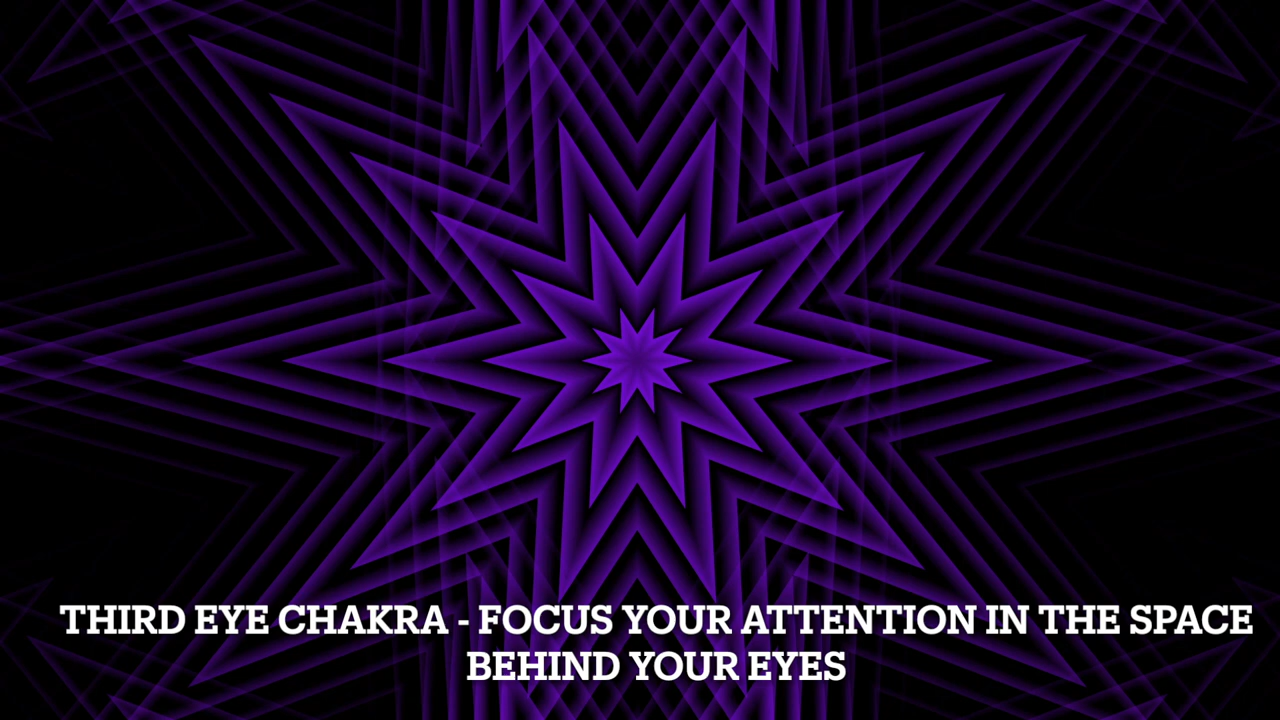 THIRD EYE CHAKRA - FOCUS YOUR ATTENTION IN THE SPACE
BEHIND YOUR EYES